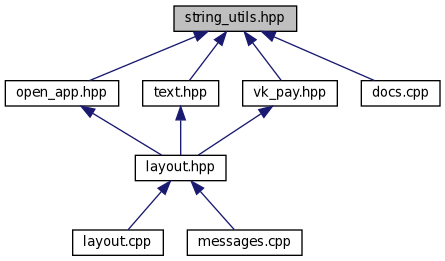 string_utils.hpp
open_app.hpp
text.hpp
vk_pay.hpp
docs.cpp
layout.hpp
layout.cpp
messages.cpp